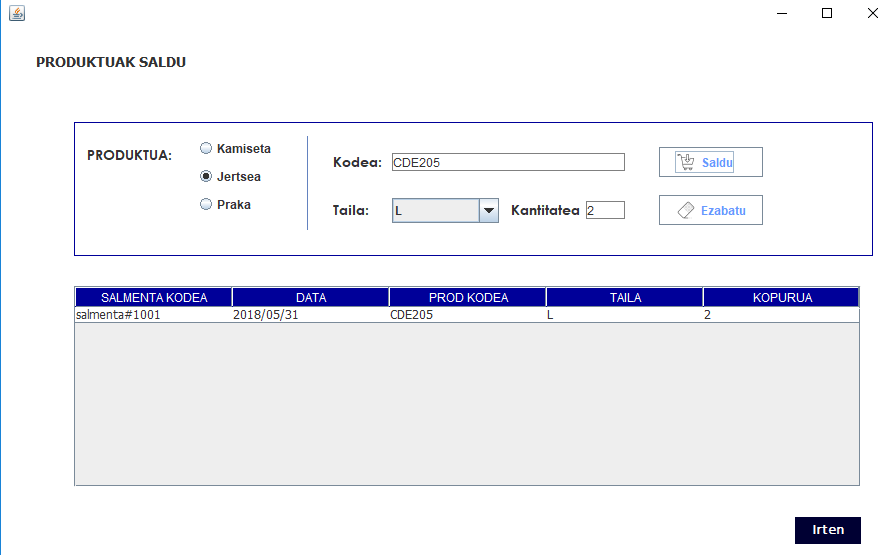 PRODUKTUAK SALDU
PRODUKTUA:
Kamiseta
Jertsea
Praka
Kodea: CDE205
Saldu
Taila: L Kantitatea 2
Ezabatu
SALMENTA KODEA DATA PROD KODEA TAILA KOPURUA
salmenta#1001 2018/05/31 CDE205 L 2
Irten